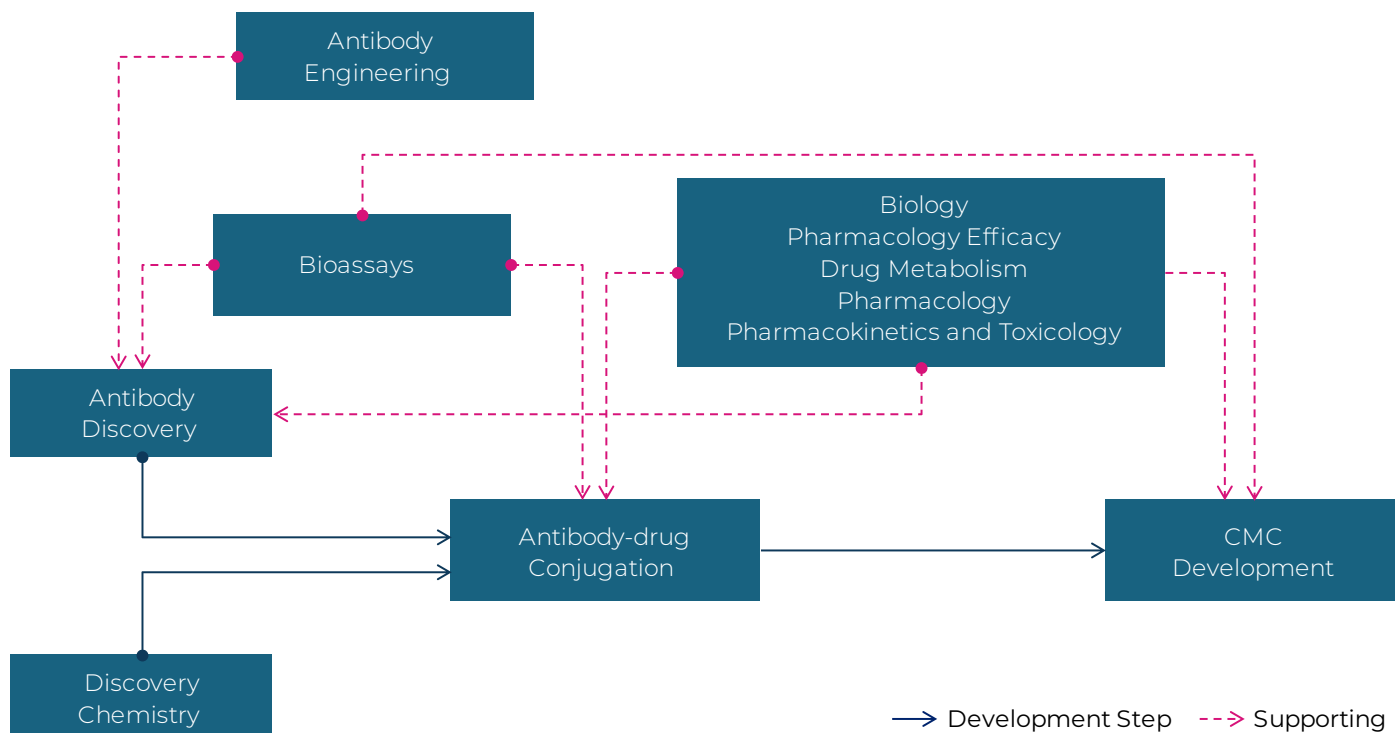 Antibody
Engineering
Bioassays
Biology
Pharmacology Efficacy
Drug Metabolism
Pharmacology
Pharmacokinetics and Toxicology
Antibody
Discovery
Antibody-drug
Conjugation
CMC
Development
Discovery
Chemistry
Development Step
Supporting